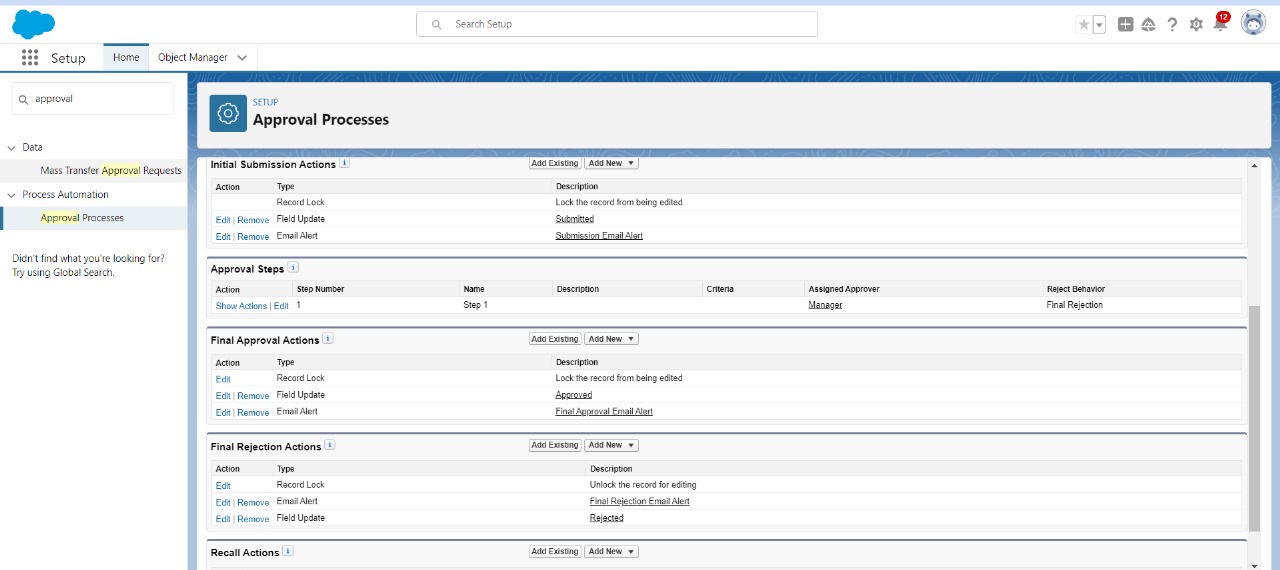 Search Setup
12
Setup
Home
Object Manager
approval
Data
Mass Transfer Approval Requests
Process Automation
Approval Processes
Didn't find what you're looking for?
Try using Global Search.
SETUP
Approval Processes
Initial Submission Actions i Add Existing Add New
Action Type Description
Record Lock Lock the record from being edited
Edit | Remove Field Update Submitted
Edit | Remove Email Alert Submission Email Alert
Approval Steps i
Action Step Number Name Description Criteria Assigned Approver Reject Behavior
Show Actions | Edit 1 Step 1 Manager Final Rejection
Final Approval Actions i Add Existing Add New
Action Type Description
Edit Record Lock Lock the record from being edited
Edit | Remove Field Update Approved
Edit | Remove Email Alert Final Approval Email Alert
Final Rejection Actions i Add Existing Add New
Action Type Description
Edit Record Lock Unlock the record for editing
Edit | Remove Email Alert Final Rejection Email Alert
Edit | Remove Field Update Rejected
Recall Actions i Add Existing Add New